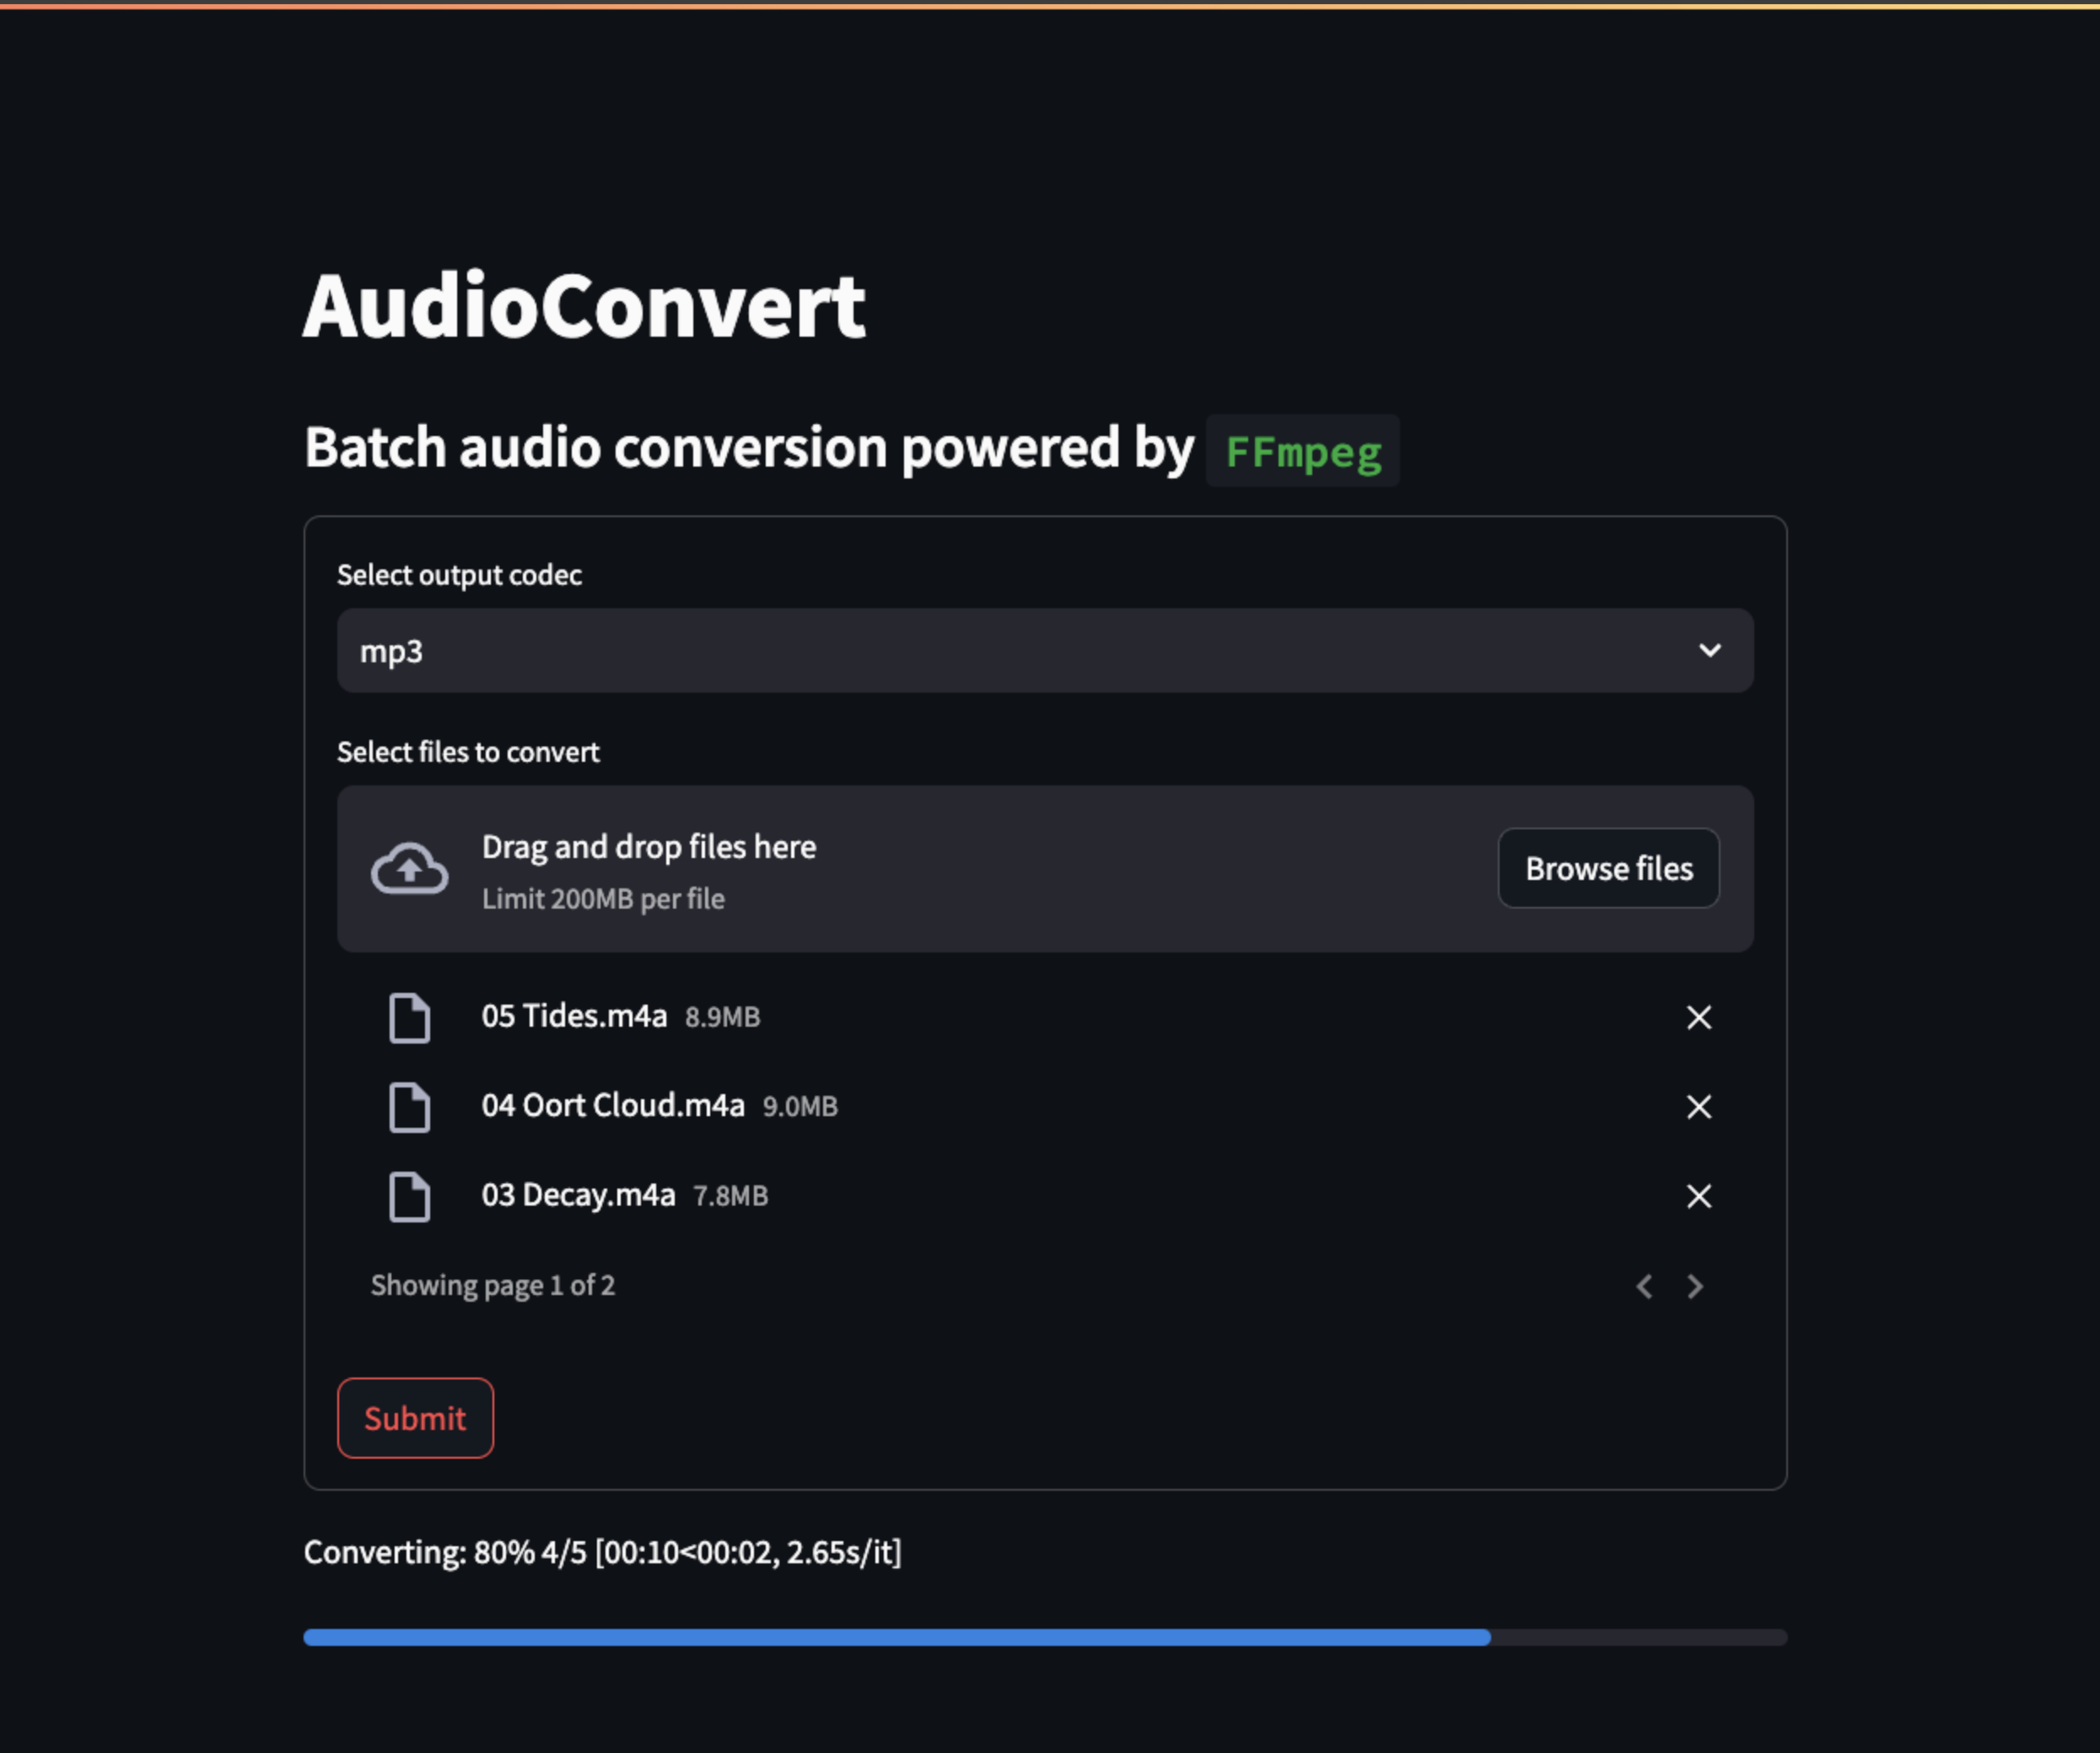 AudioConvert
Batch audio conversion powered by FFmpeg
Select output codec
mp3
Select files to convert
Drag and drop files here
Limit 200MB per file
Browse files
05 Tides.m4a 8.9MB
04 Oort Cloud.m4a 9.0MB
03 Decay.m4a 7.8MB
Showing page 1 of 2
Submit
Converting: 80% 4/5 [00:10<00:02, 2.65s/it]